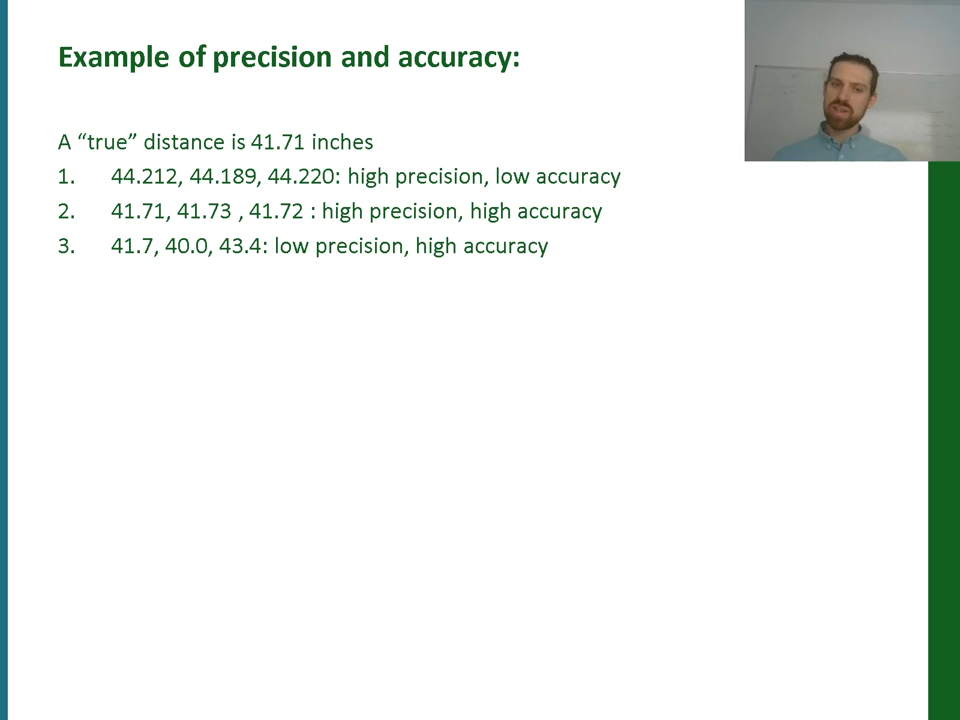 Example of precision and accuracy:
A “true” distance is 41.71 inches
1. 44.212, 44.189, 44.220: high precision, low accuracy
2. 41.71, 41.73 , 41.72 : high precision, high accuracy
3. 41.7, 40.0, 43.4: low precision, high accuracy